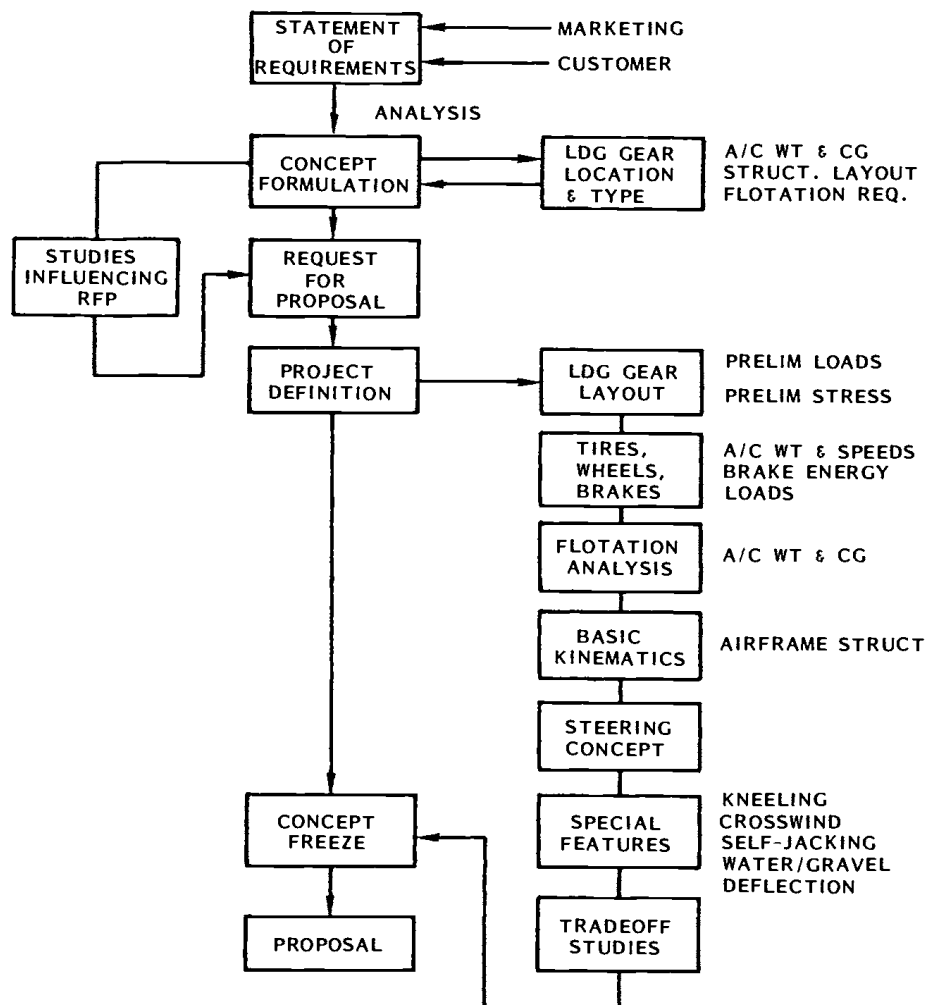 STATEMENT
OF
REQUIREMENTS
MARKETING
CUSTOMER
ANALYSIS
CONCEPT
FORMULATION
LDG GEAR
LOCATION
& TYPE
A/C WT & CG
STRUCT. LAYOUT
FLOTATION REQ.
STUDIES
INFLUENCING
RFP
REQUEST
FOR
PROPOSAL
PROJECT
DEFINITION
LDG GEAR
LAYOUT
PRELIM LOADS
PRELIM STRESS
TIRES,
WHEELS,
BRAKES
A/C WT & SPEEDS
BRAKE ENERGY
LOADS
FLOTATION
ANALYSIS
A/C WT & CG
BASIC
KINEMATICS
AIRFRAME STRUCT
STEERING
CONCEPT
CONCEPT
FREEZE
SPECIAL
FEATURES
KNEELING
CROSSWIND
SELF-JACKING
WATER/GRAVEL
DEFLECTION
PROPOSAL
TRADEOFF
STUDIES